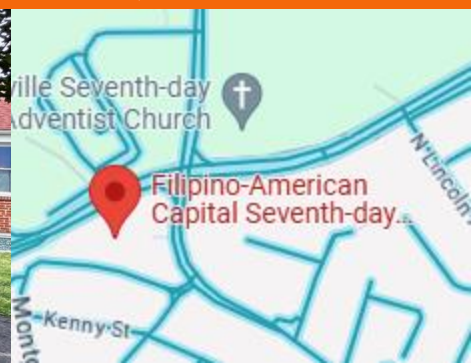 ville Seventh-day
Adventist Church
Filipino-American
Capital Seventh-day...
N Lincoln
Kenny St
Mont